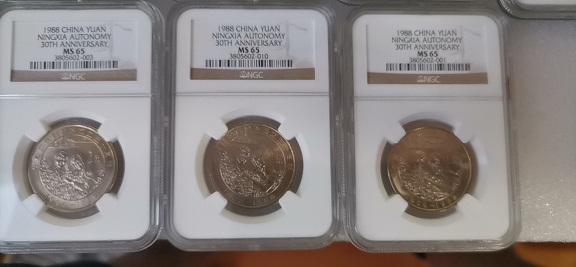 1988 CHINA YUAN
NINGXIA AUTONOMY
30TH ANNIVERSARY
MS 65
3805602-003
NGC
1988 CHINA YUAN
NINGXIA AUTONOMY
30TH ANNIVERSARY
MS 65
3805602-010
NGC
1988 CHINA YUAN
NINGXIA AUTONOMY
30TH ANNIVERSARY
MS 65
3805602-001
NGC